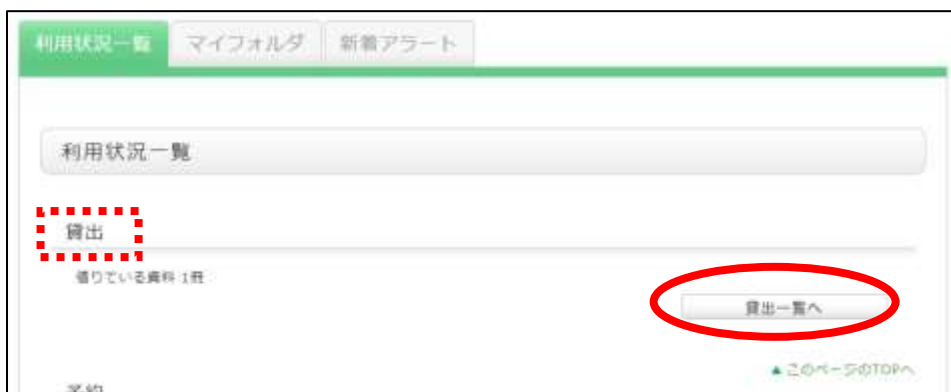 利用状況一覧 マイフォルダ 新着アラート
利用状況一覧
貸出
借りている資料 1冊
貸出一覧へ
▲このページのTOPへ
予約